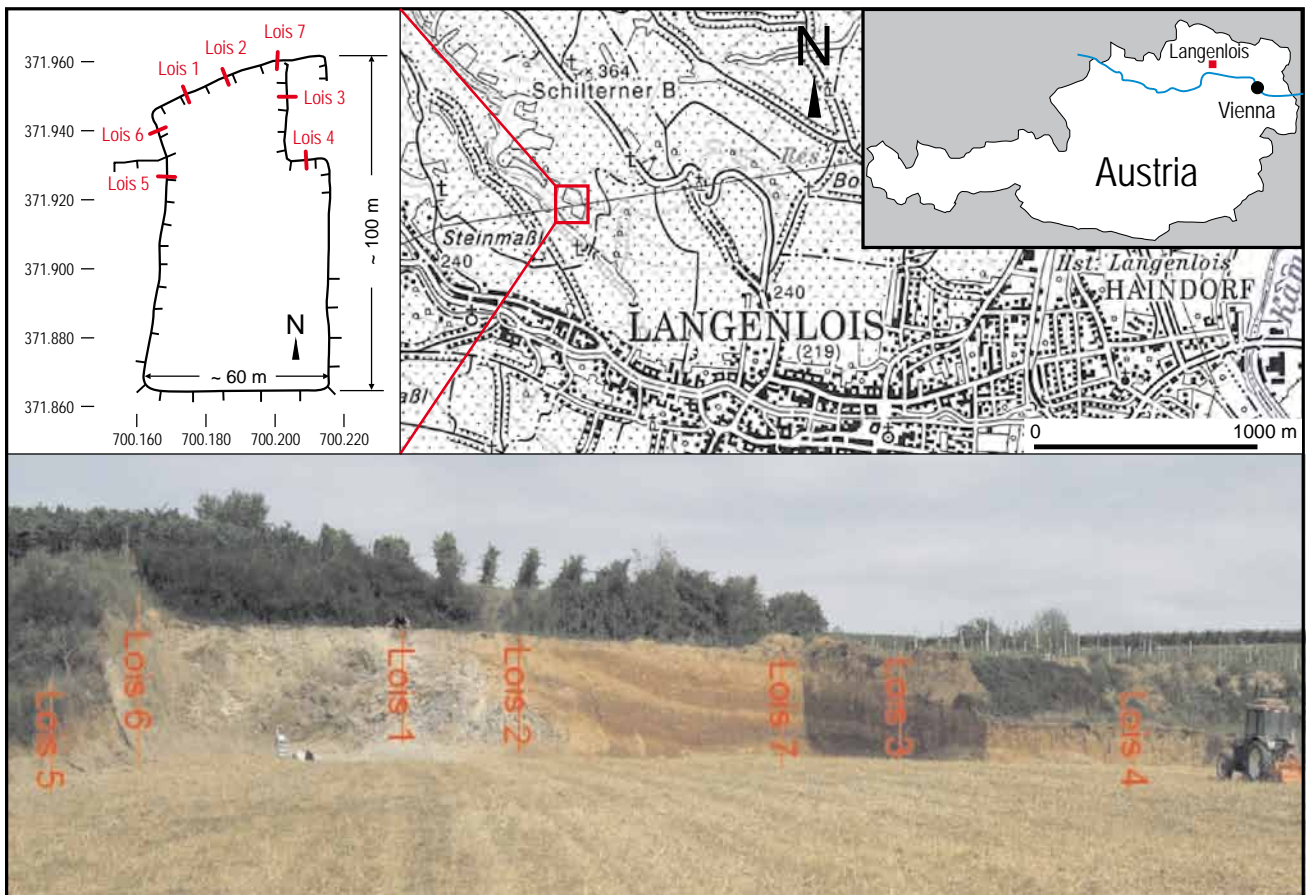 371.960
371.940
371.920
371.900
371.880
371.860
700.160
700.180
700.200
700.220
Lois 7
Lois 2
Lois 1
Lois 3
Lois 6
Lois 4
Lois 5
~ 100 m
N
~ 60 m
364
Schilterner B.
N
Steinmaßl
240
240
LANGENLOIS
(219)
Hst. Langenlois
HAINDORF
0
1000 m
Langenlois
Vienna
Austria
Lois 5
Lois 6
Lois 1
Lois 2
Lois 7
Lois 3
Lois 4